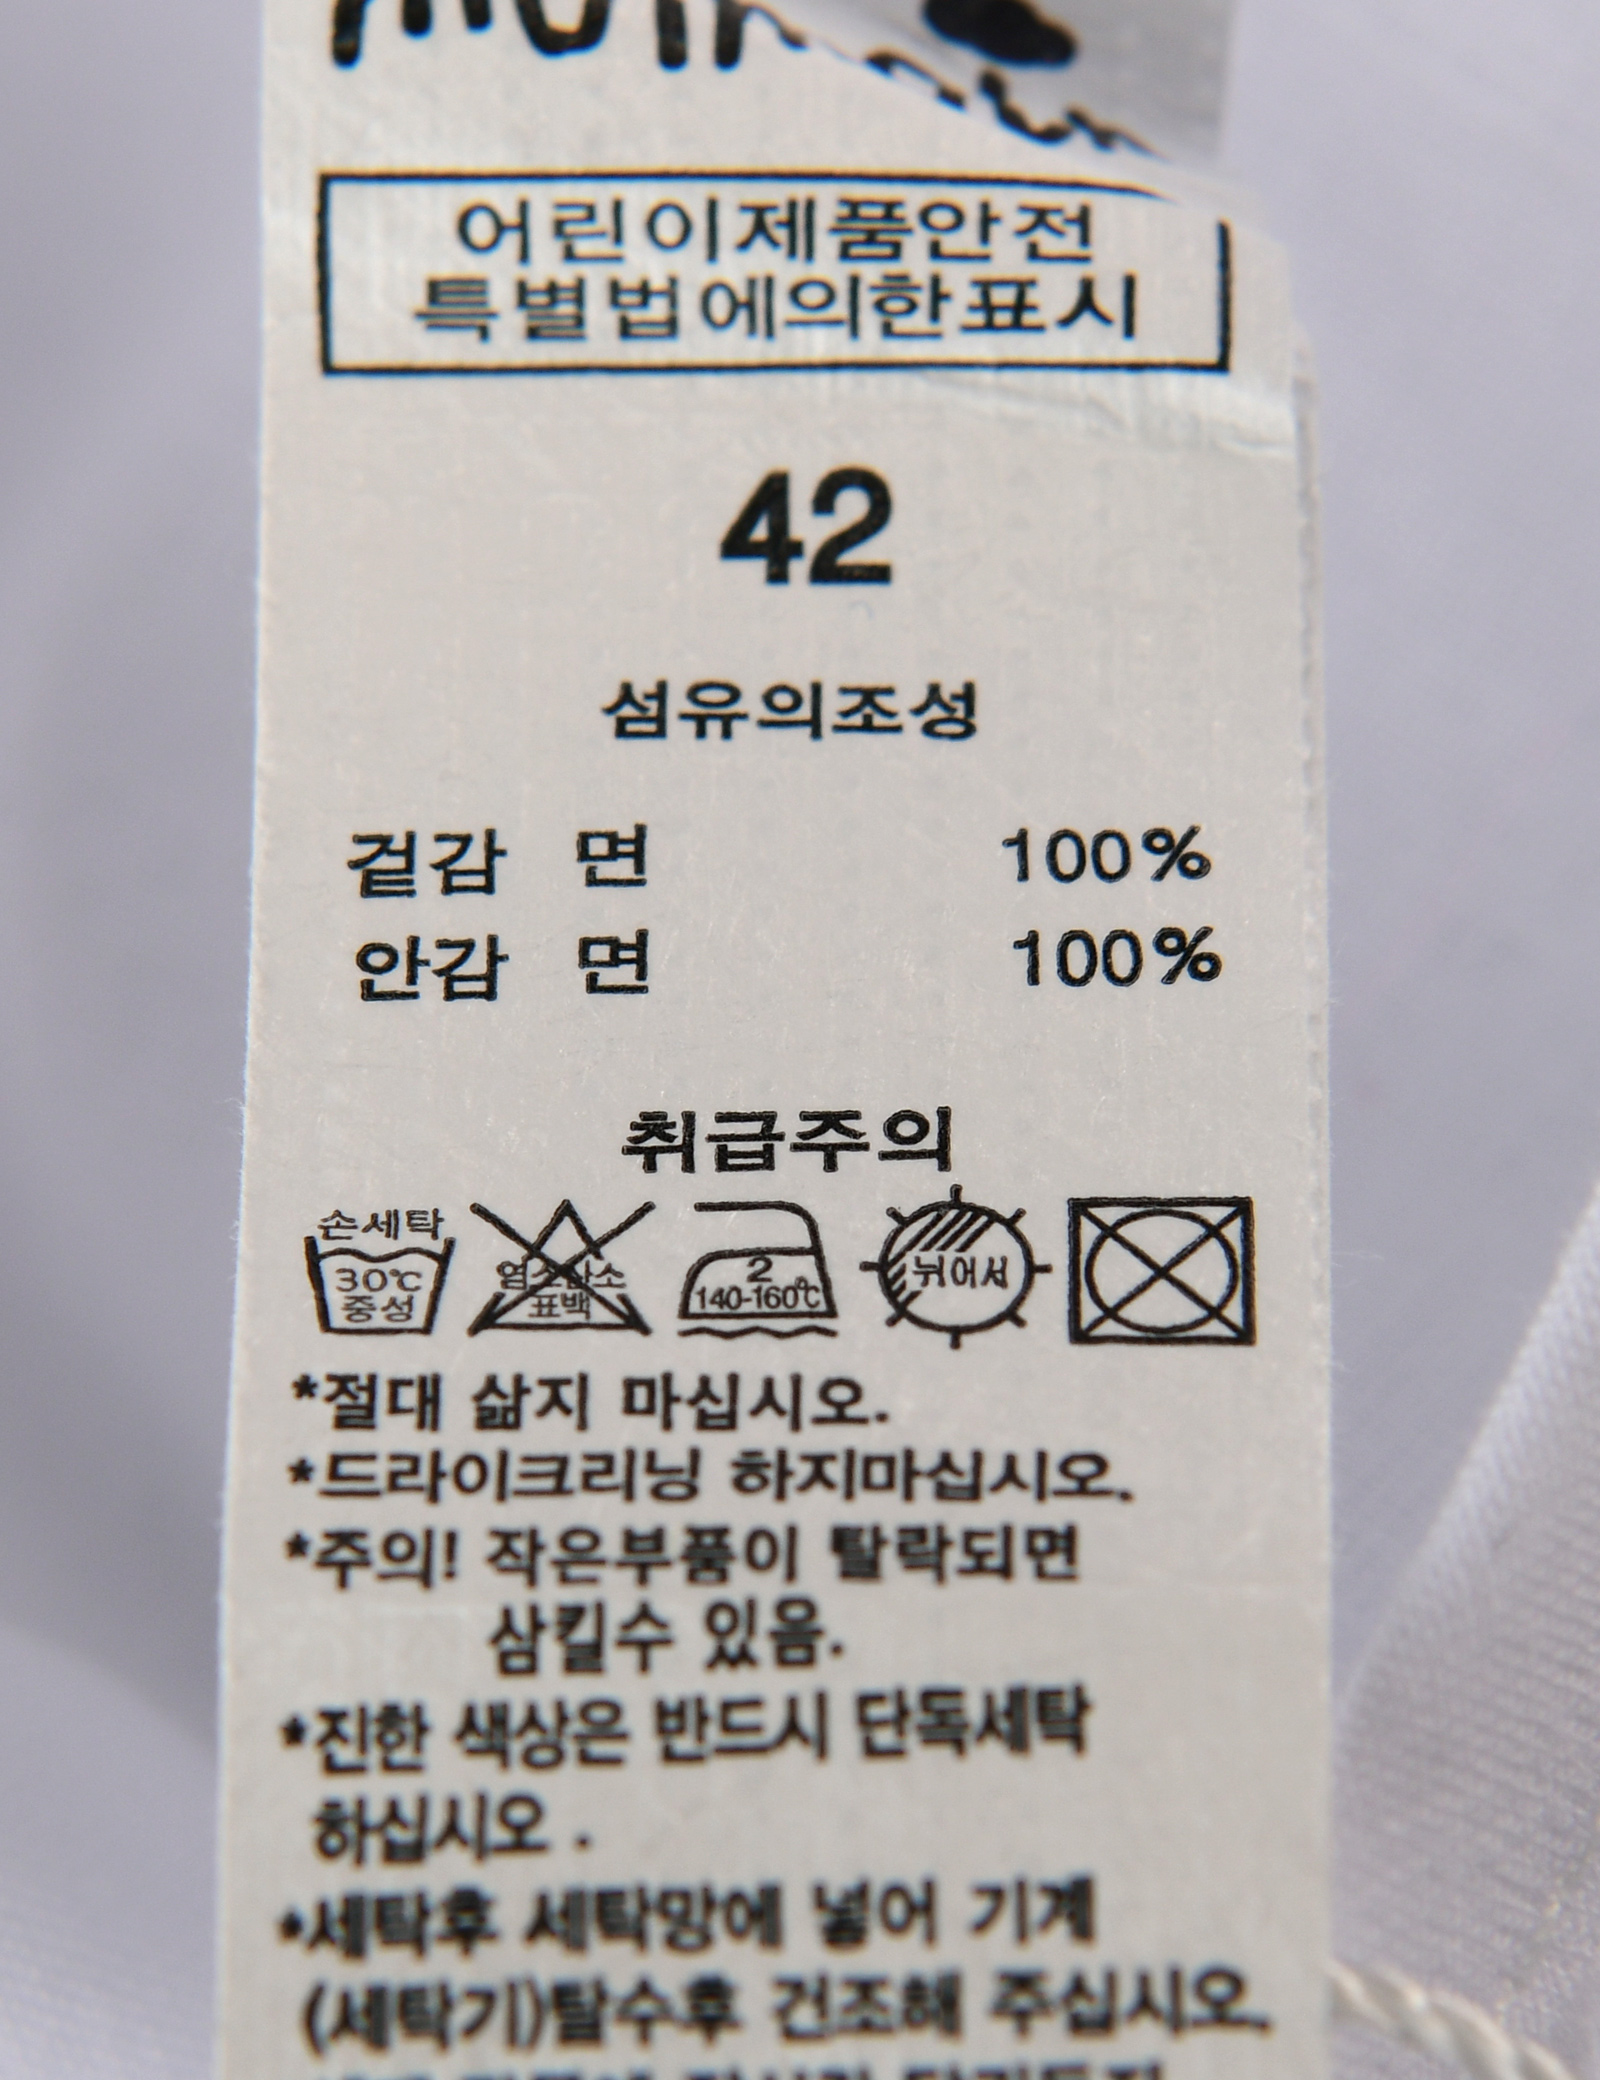 어린이제품안전
특별법에의한표시
42
섬유의조성
겉감 면 100%
안감 면 100%
취급주의
손세탁
30℃
중성
염소산소
표백
2
140-160℃
뉘어서
*절대 삶지 마십시오.
*드라이크리닝 하지마십시오.
*주의! 작은부품이 탈락되면
삼킬수 있음.
*진한 색상은 반드시 단독세탁
하십시오 .
*세탁후 세탁망에 넣어 기계
(세탁기)탈수후 건조해 주십시오.